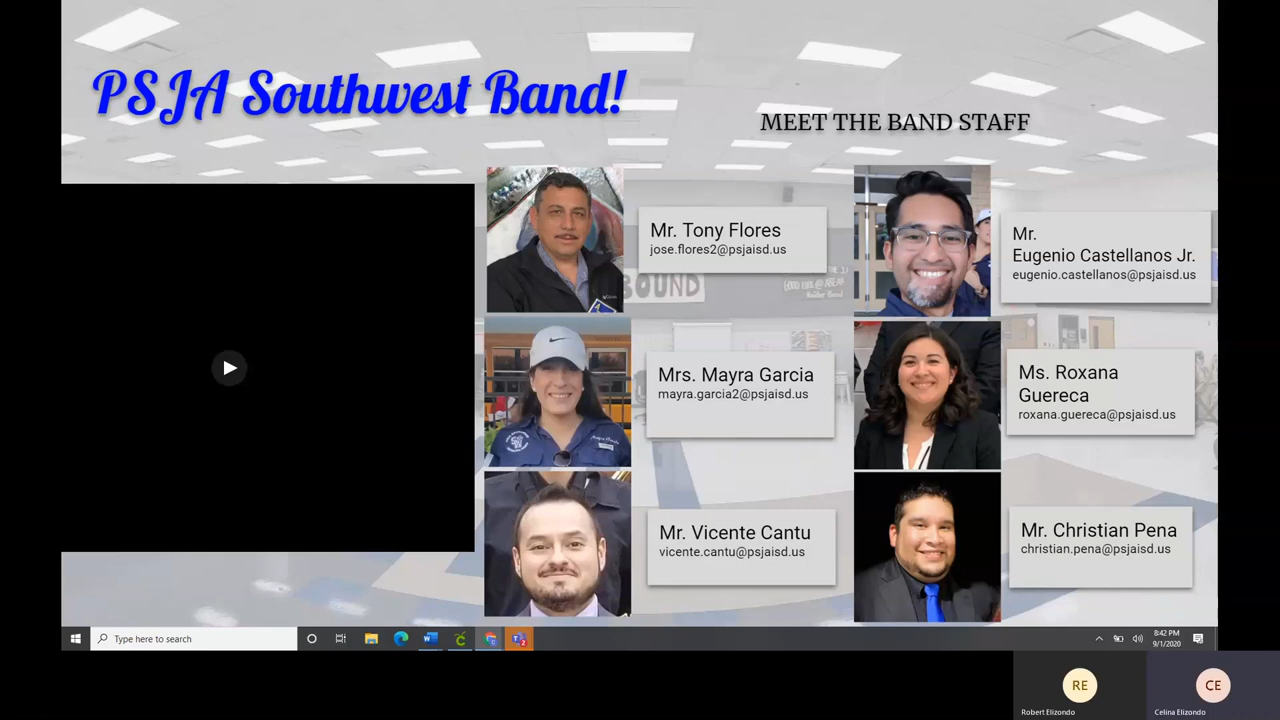 PSJA Southwest Band!
MEET THE BAND STAFF
Mr. Tony Flores
jose.flores2@psjaisd.us
Mr.
Eugenio Castellanos Jr.
eugenio.castellanos@psjaisd.us
BOUND
Mrs. Mayra Garcia
mayra.garcia2@psjaisd.us
Ms. Roxana
Guereca
roxana.guereca@psjaisd.us
Mr. Vicente Cantu
vicente.cantu@psjaisd.us
Mr. Christian Pena
christian.pena@psjaisd.us
Type here to search
8:42 PM
9/1/2020
RE
CE
Robert Elizondo
Celina Elizondo